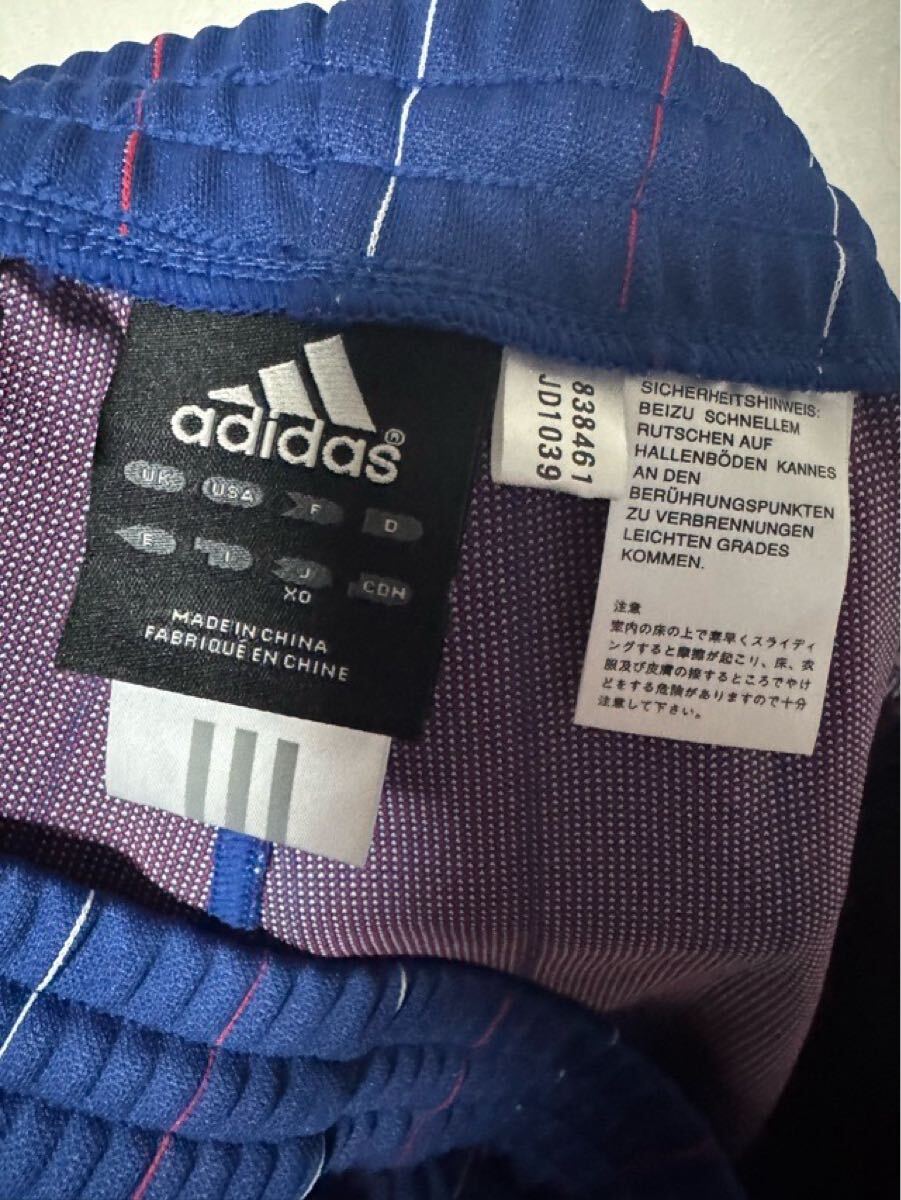 adidas®
UK USA F D
E I J CDH
XO
MADE IN CHINA
FABRIQUÉ EN CHINE
838461
JD1039
SICHERHEITSHINWEIS:
BEIZU SCHNELLEM
RUTSCHEN AUF
HALLENBÖDEN KANNES
AN DEN
BERÜHRUNGSPUNKTEN
ZU VERBRENNUNGEN
LEICHTEN GRADES
KOMMEN.
注意
室内の床の上で素早くスライディ
ングすると摩擦が起こり、床、衣
服及び皮膚の接するところでやけ
どをする危険がありますので十分
注意して下さい。